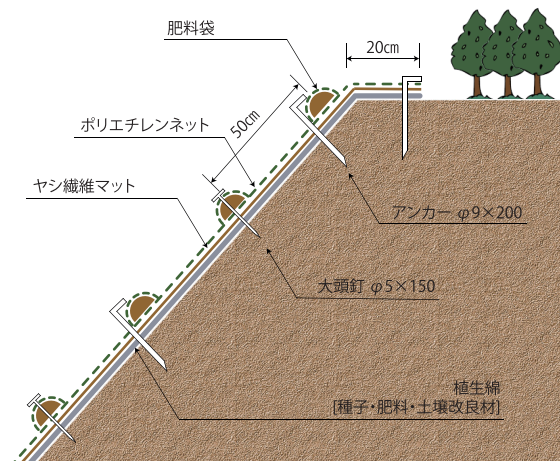 肥料袋
20㎝
50㎝
ポリエチレンネット
ヤシ繊維マット
アンカー φ9×200
大頭釘 φ5×150
植生綿
[種子・肥料・土壌改良材]